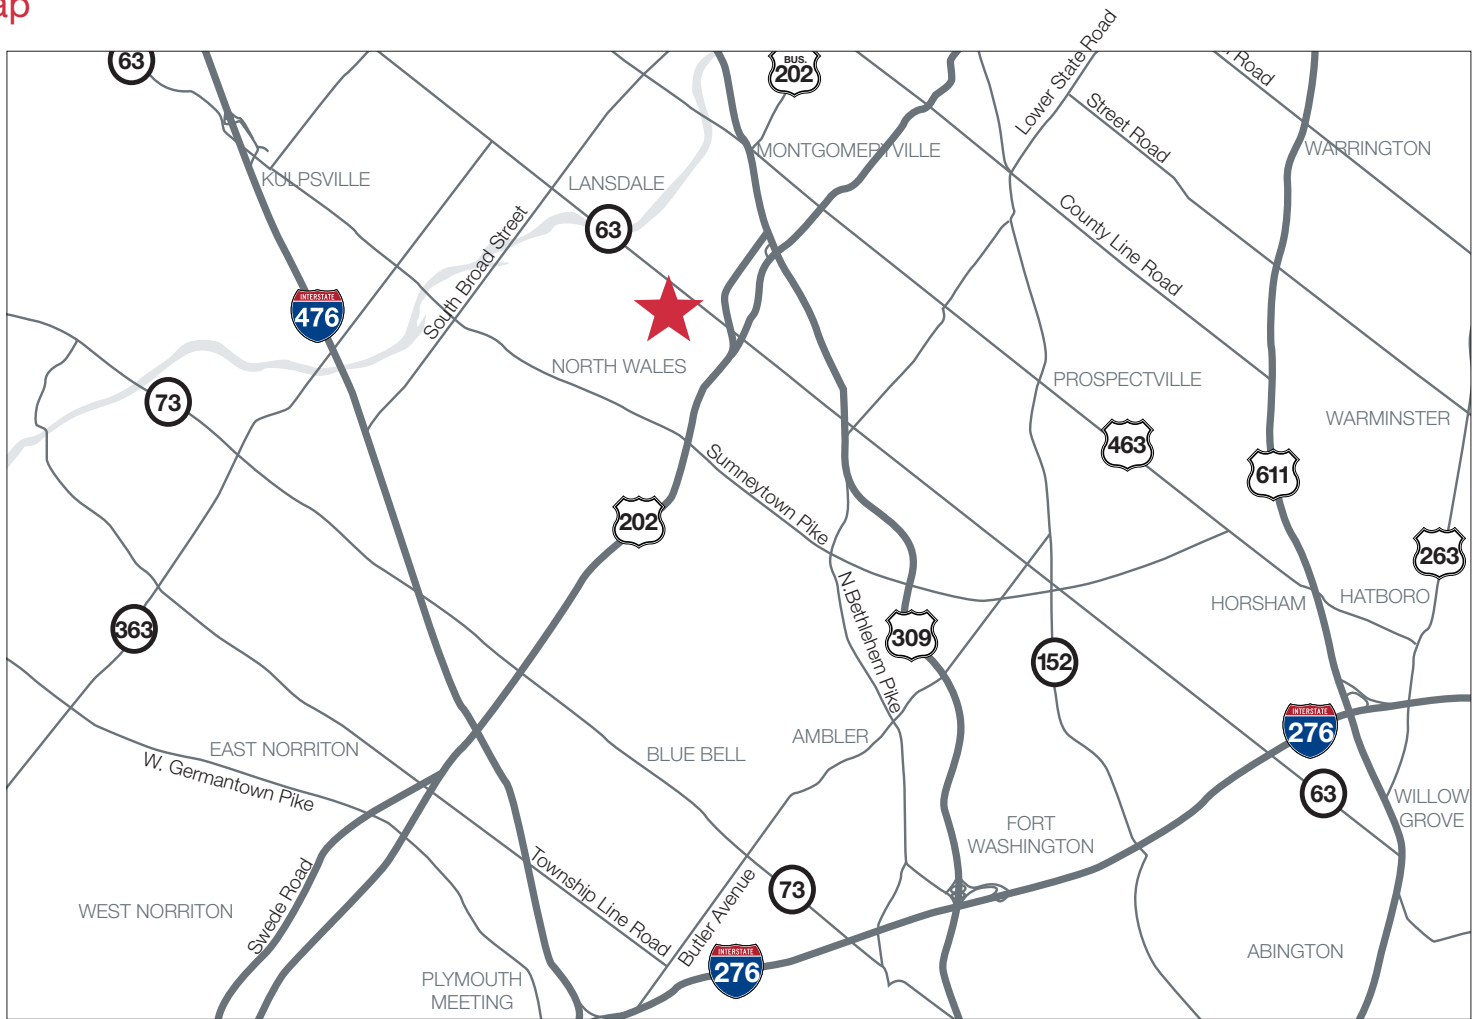 ap
63
BUS.
202
Lower State Road
Road
Street Road
MONTGOMERYVILLE
WARRINGTON
KULPSVILLE
LANSDALE
63
South Broad Street
County Line Road
INTERSTATE
476
NORTH WALES
PROSPECTVILLE
73
WARMINSTER
463
611
Sumneytown Pike
202
263
N.Bethlehem Pike
HORSHAM
HATBORO
363
309
152
INTERSTATE
276
AMBLER
EAST NORRITON
BLUE BELL
W. Germantown Pike
63
WILLOW
GROVE
FORT
WASHINGTON
Township Line Road
73
Swede Road
Butler Avenue
WEST NORRITON
ABINGTON
INTERSTATE
276
PLYMOUTH
MEETING